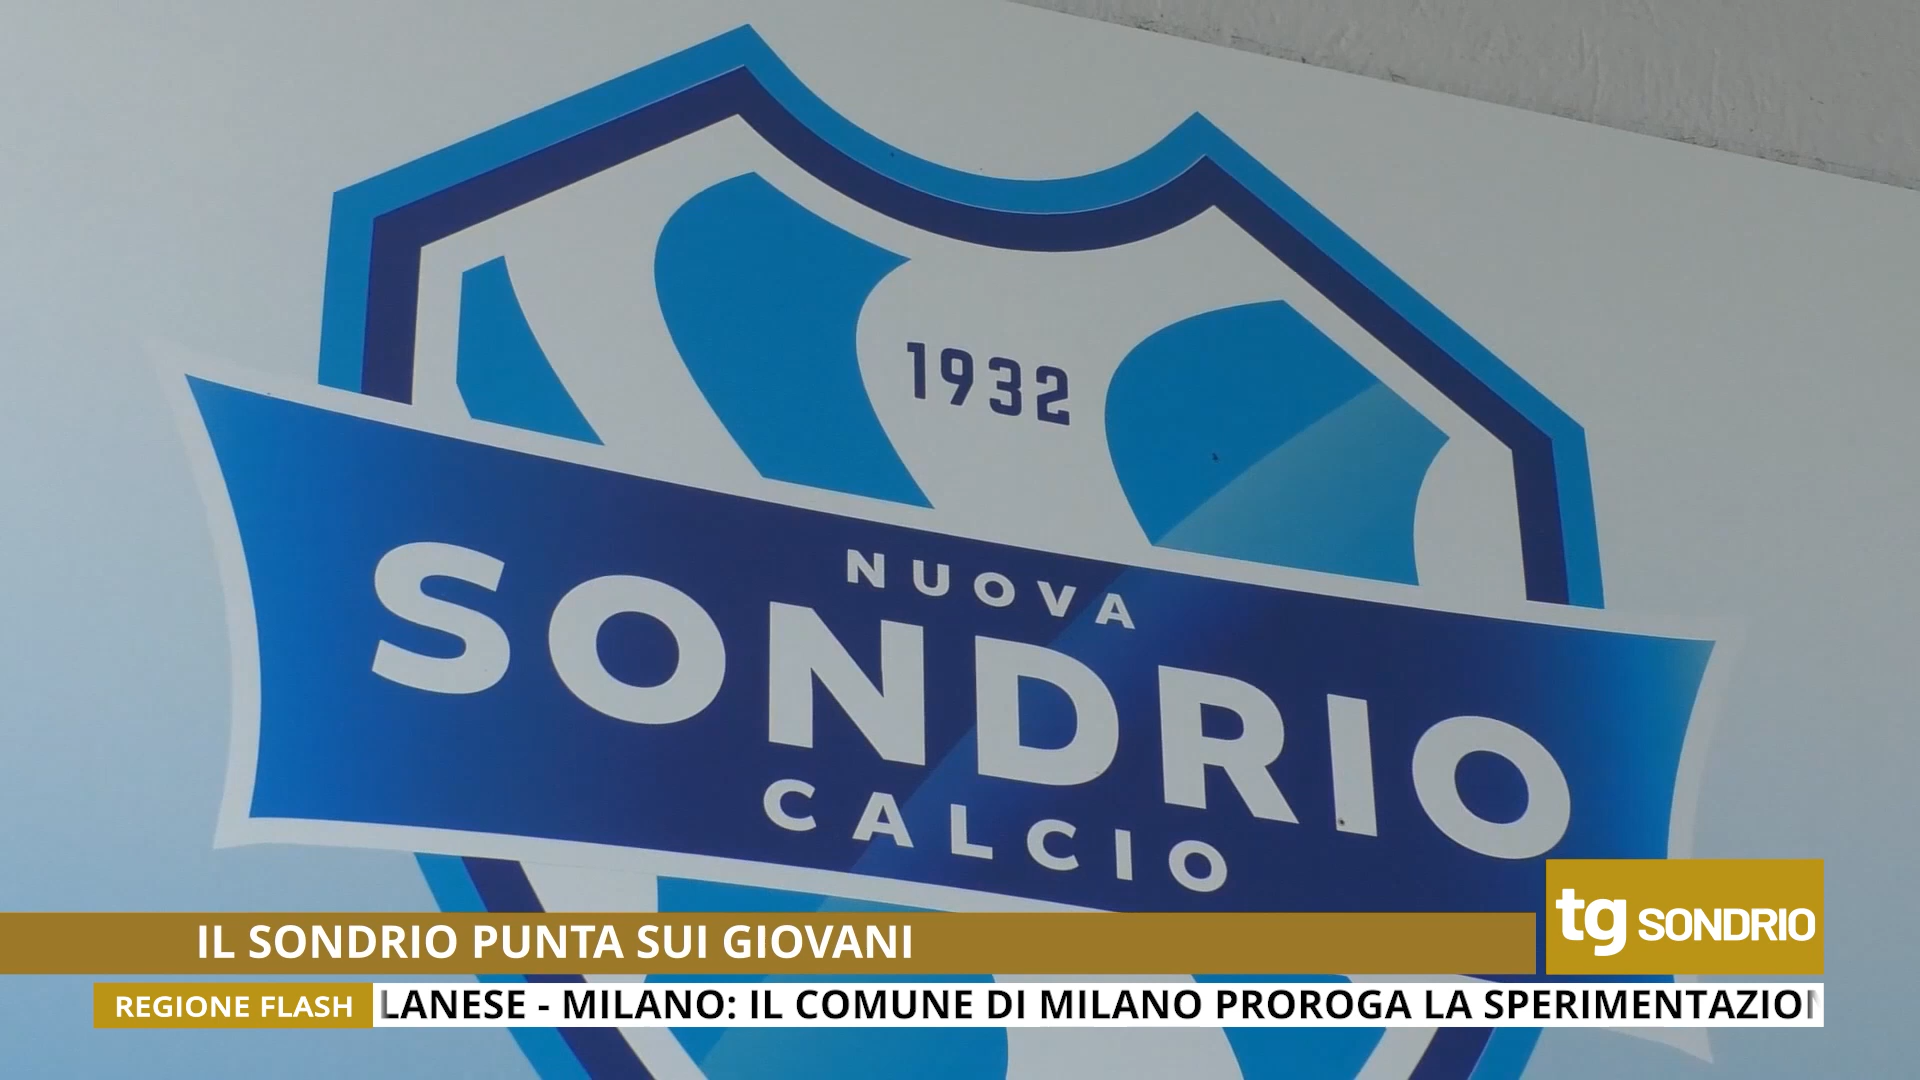 1932
NUOVA
SONDRIO
CALCIO
IL SONDRIO PUNTA SUI GIOVANI
tg SONDRIO
REGIONE FLASH
LANESE - MILANO: IL COMUNE DI MILANO PROROGA LA SPERIMENTAZIO